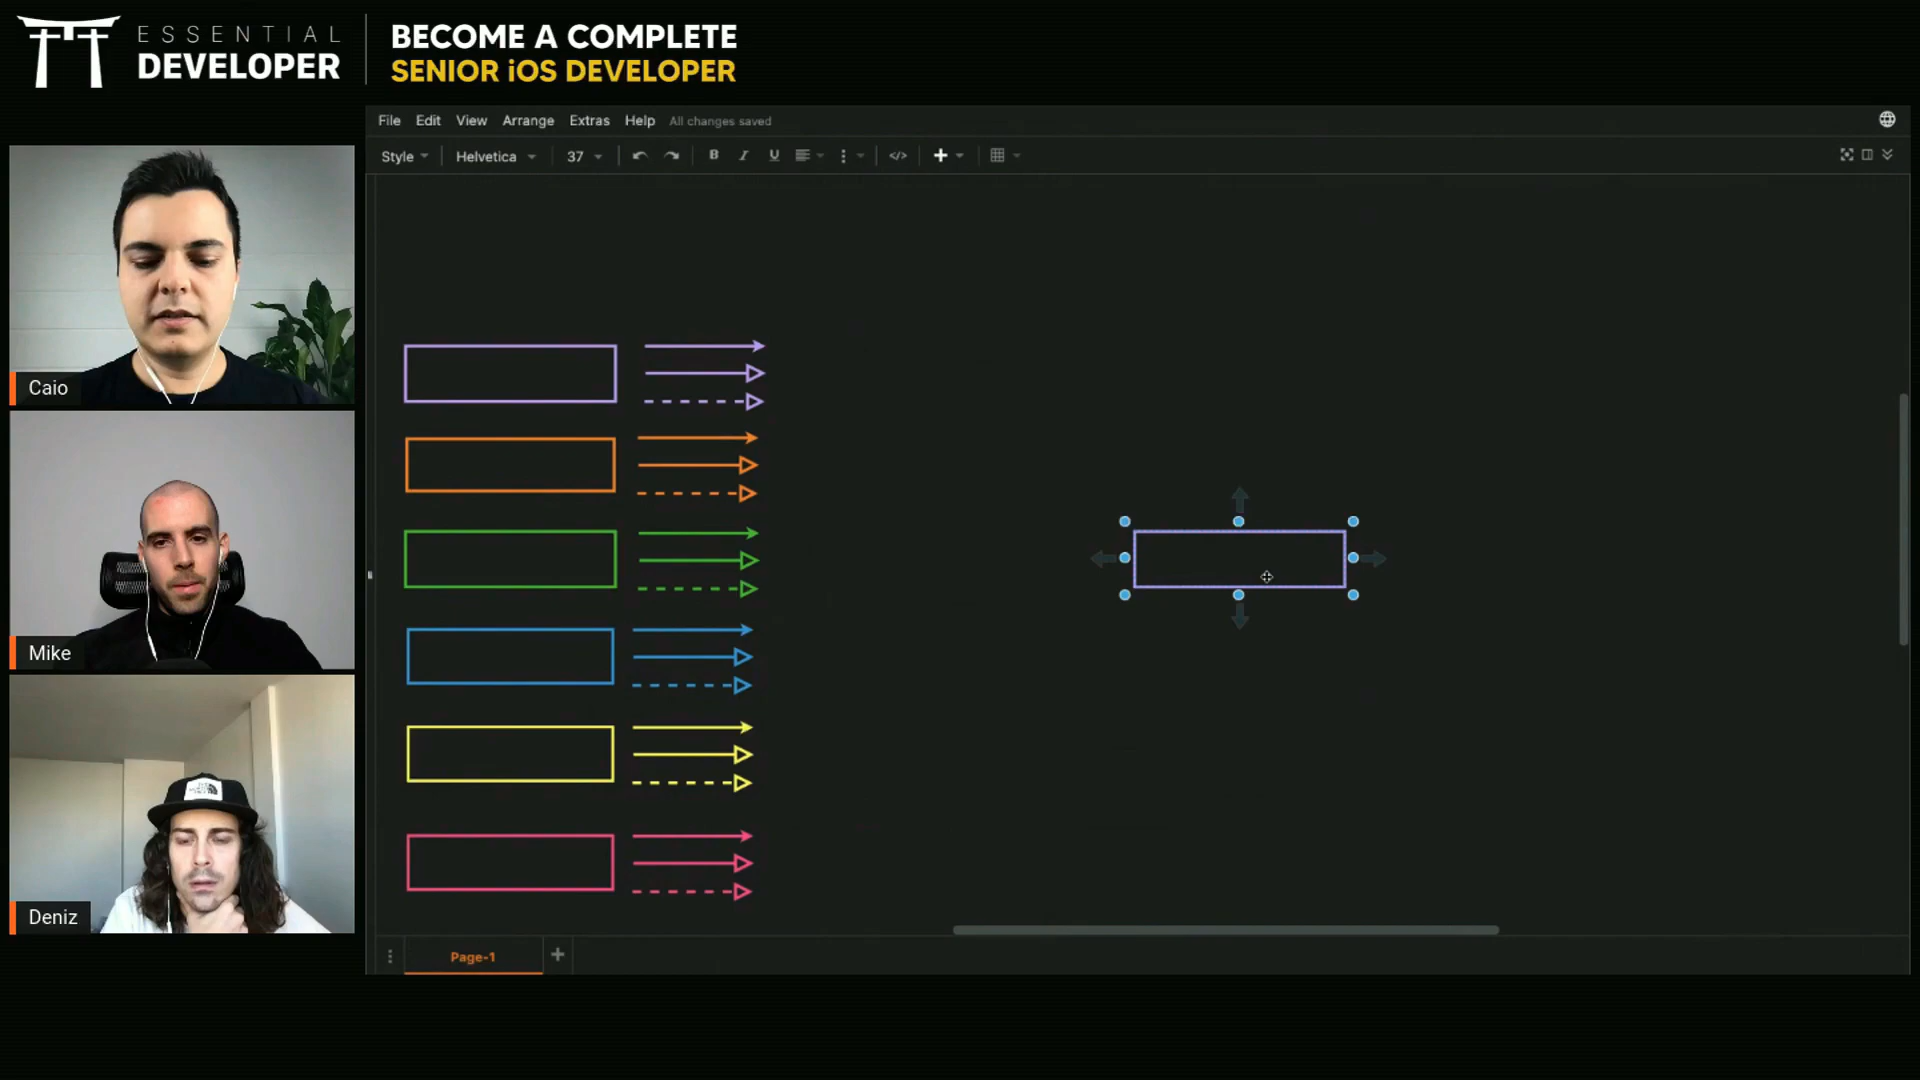 ESSENTIAL
DEVELOPER
BECOME A COMPLETE
SENIOR iOS DEVELOPER
File Edit View Arrange Extras Help All changes saved
Style Helvetica 37 B I U </>
Caio
Mike
Deniz
Page-1